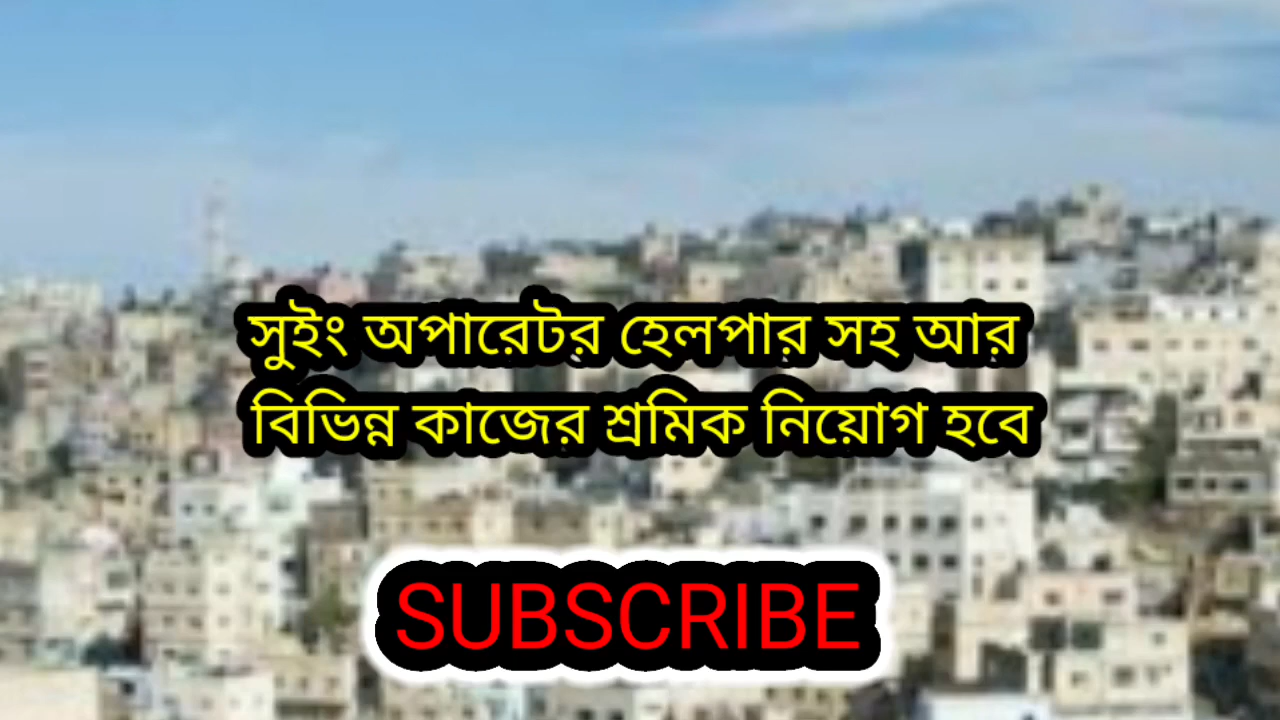 সুইং অপারেটর হেলপার সহ আর
বিভিন্ন কাজের শ্রমিক নিয়োগ হবে
SUBSCRIBE